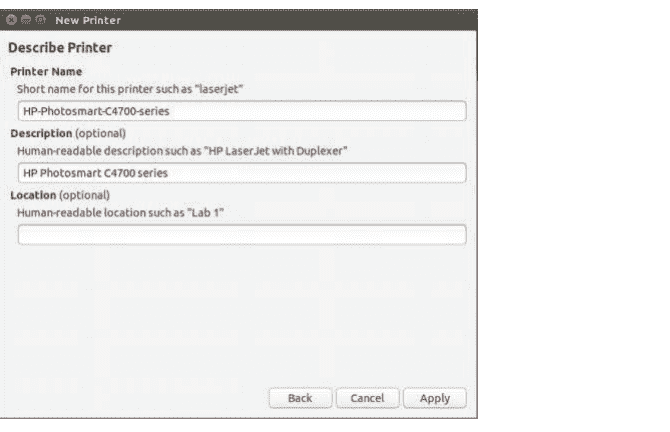 New Printer
Describe Printer
Printer Name
Short name for this printer such as "laserjet"
HP-Photosmart-C4700-series
Description (optional)
Human-readable description such as "HP LaserJet with Duplexer"
HP Photosmart C4700 series
Location (optional)
Human-readable location such as "Lab 1"
Back Cancel Apply